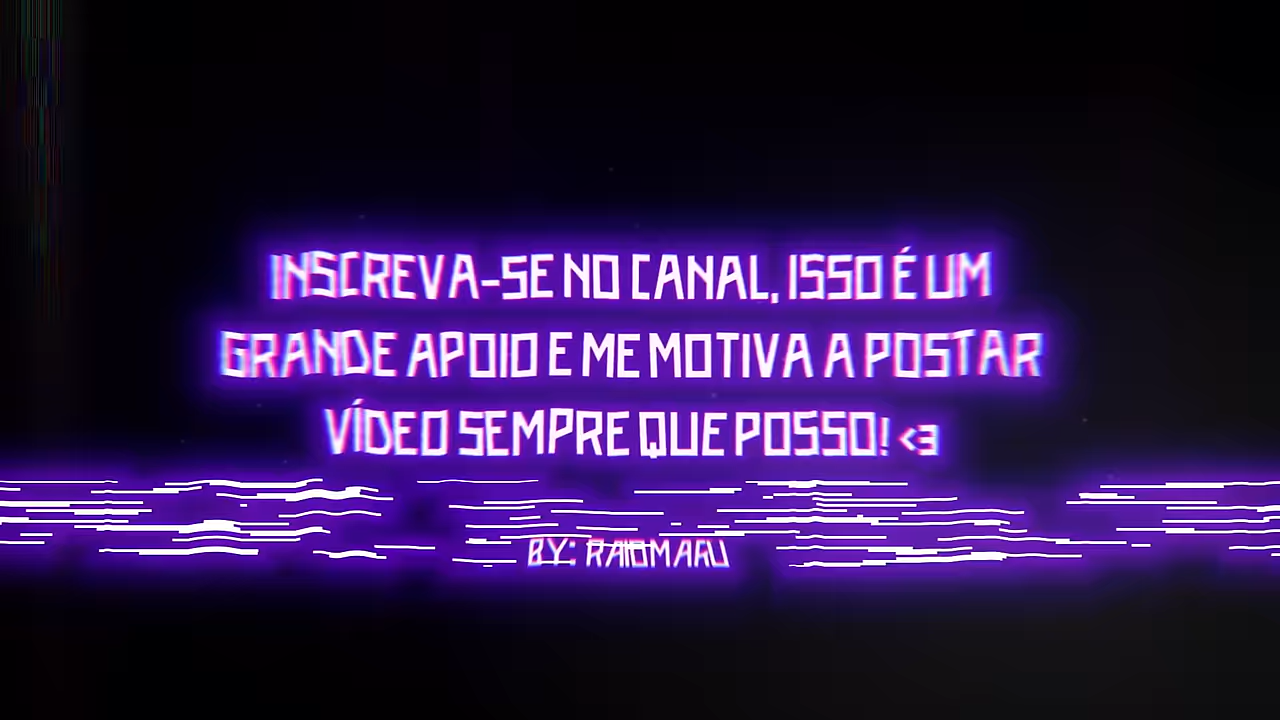 INSCREVA-SE NO CANAL, ISSO É UM
GRANDE APOIO E ME MOTIVA A POSTAR
VÍDEO SEMPRE QUE POSSO! <3
BY: RAIOMARU